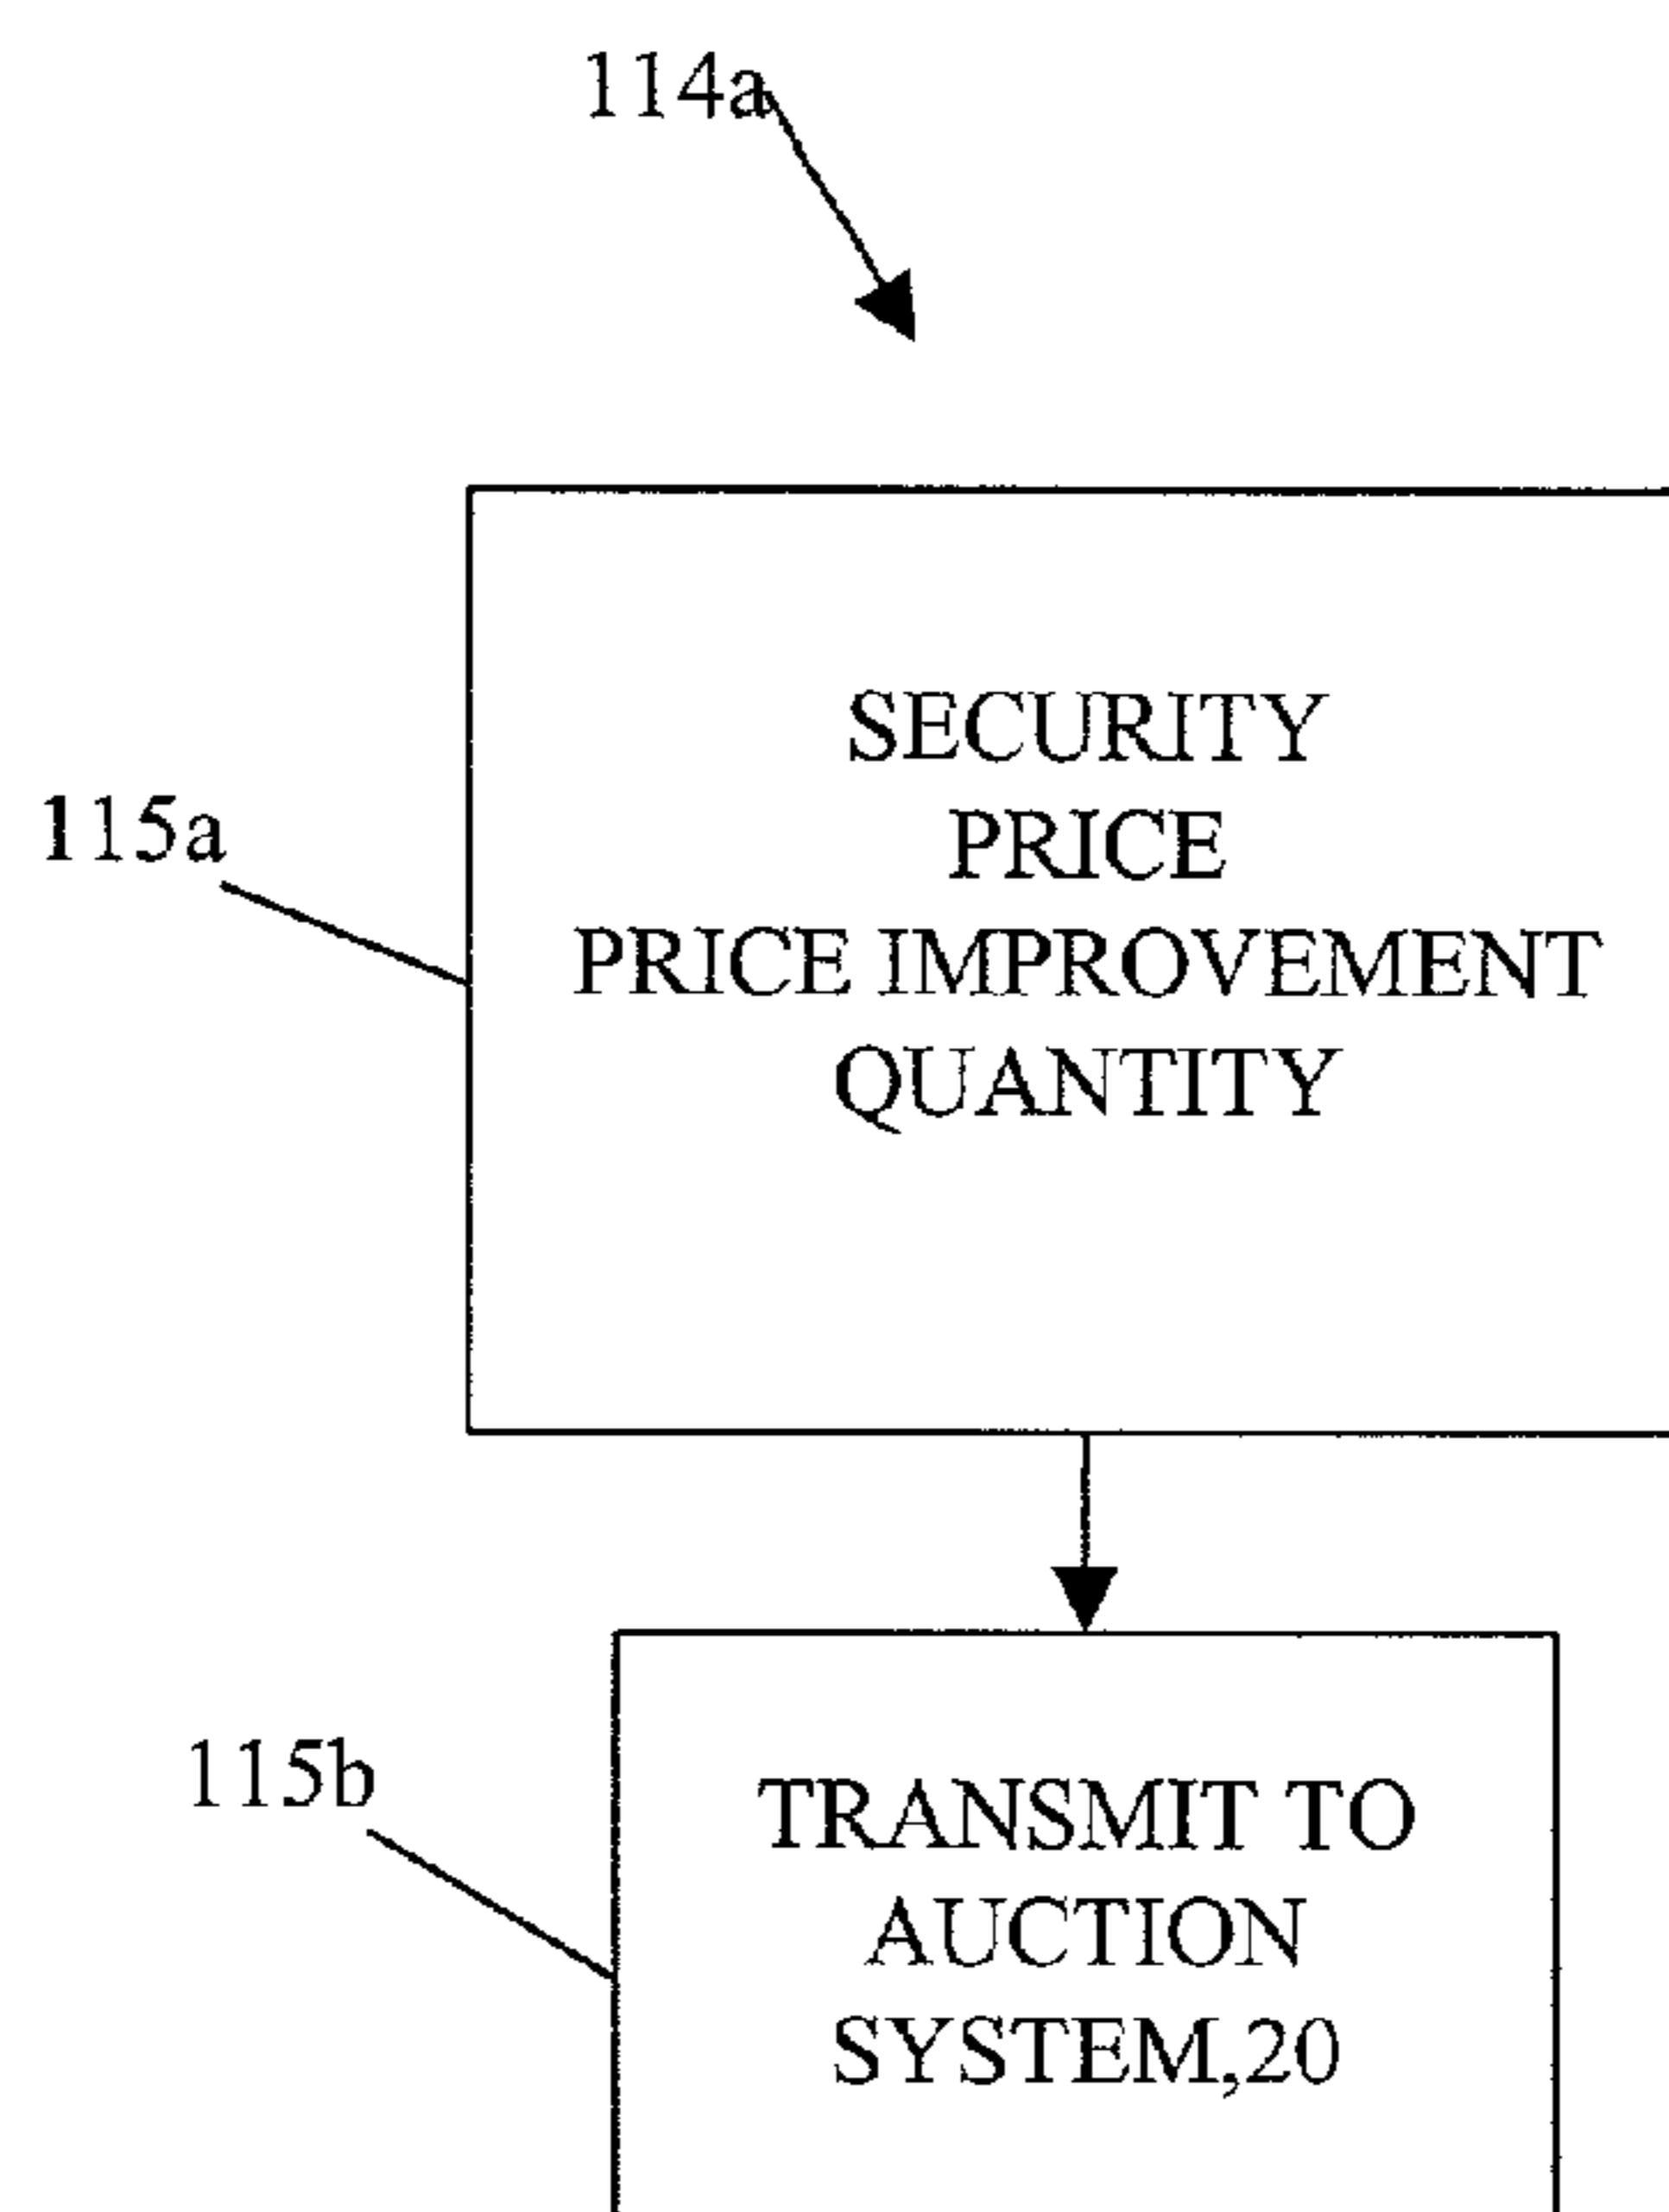 114a
SECURITY
PRICE
115a
PRICE IMPROVEMENT
QUANTITY
115b
TRANSMIT TO
AUCTION
SYSTEM,20